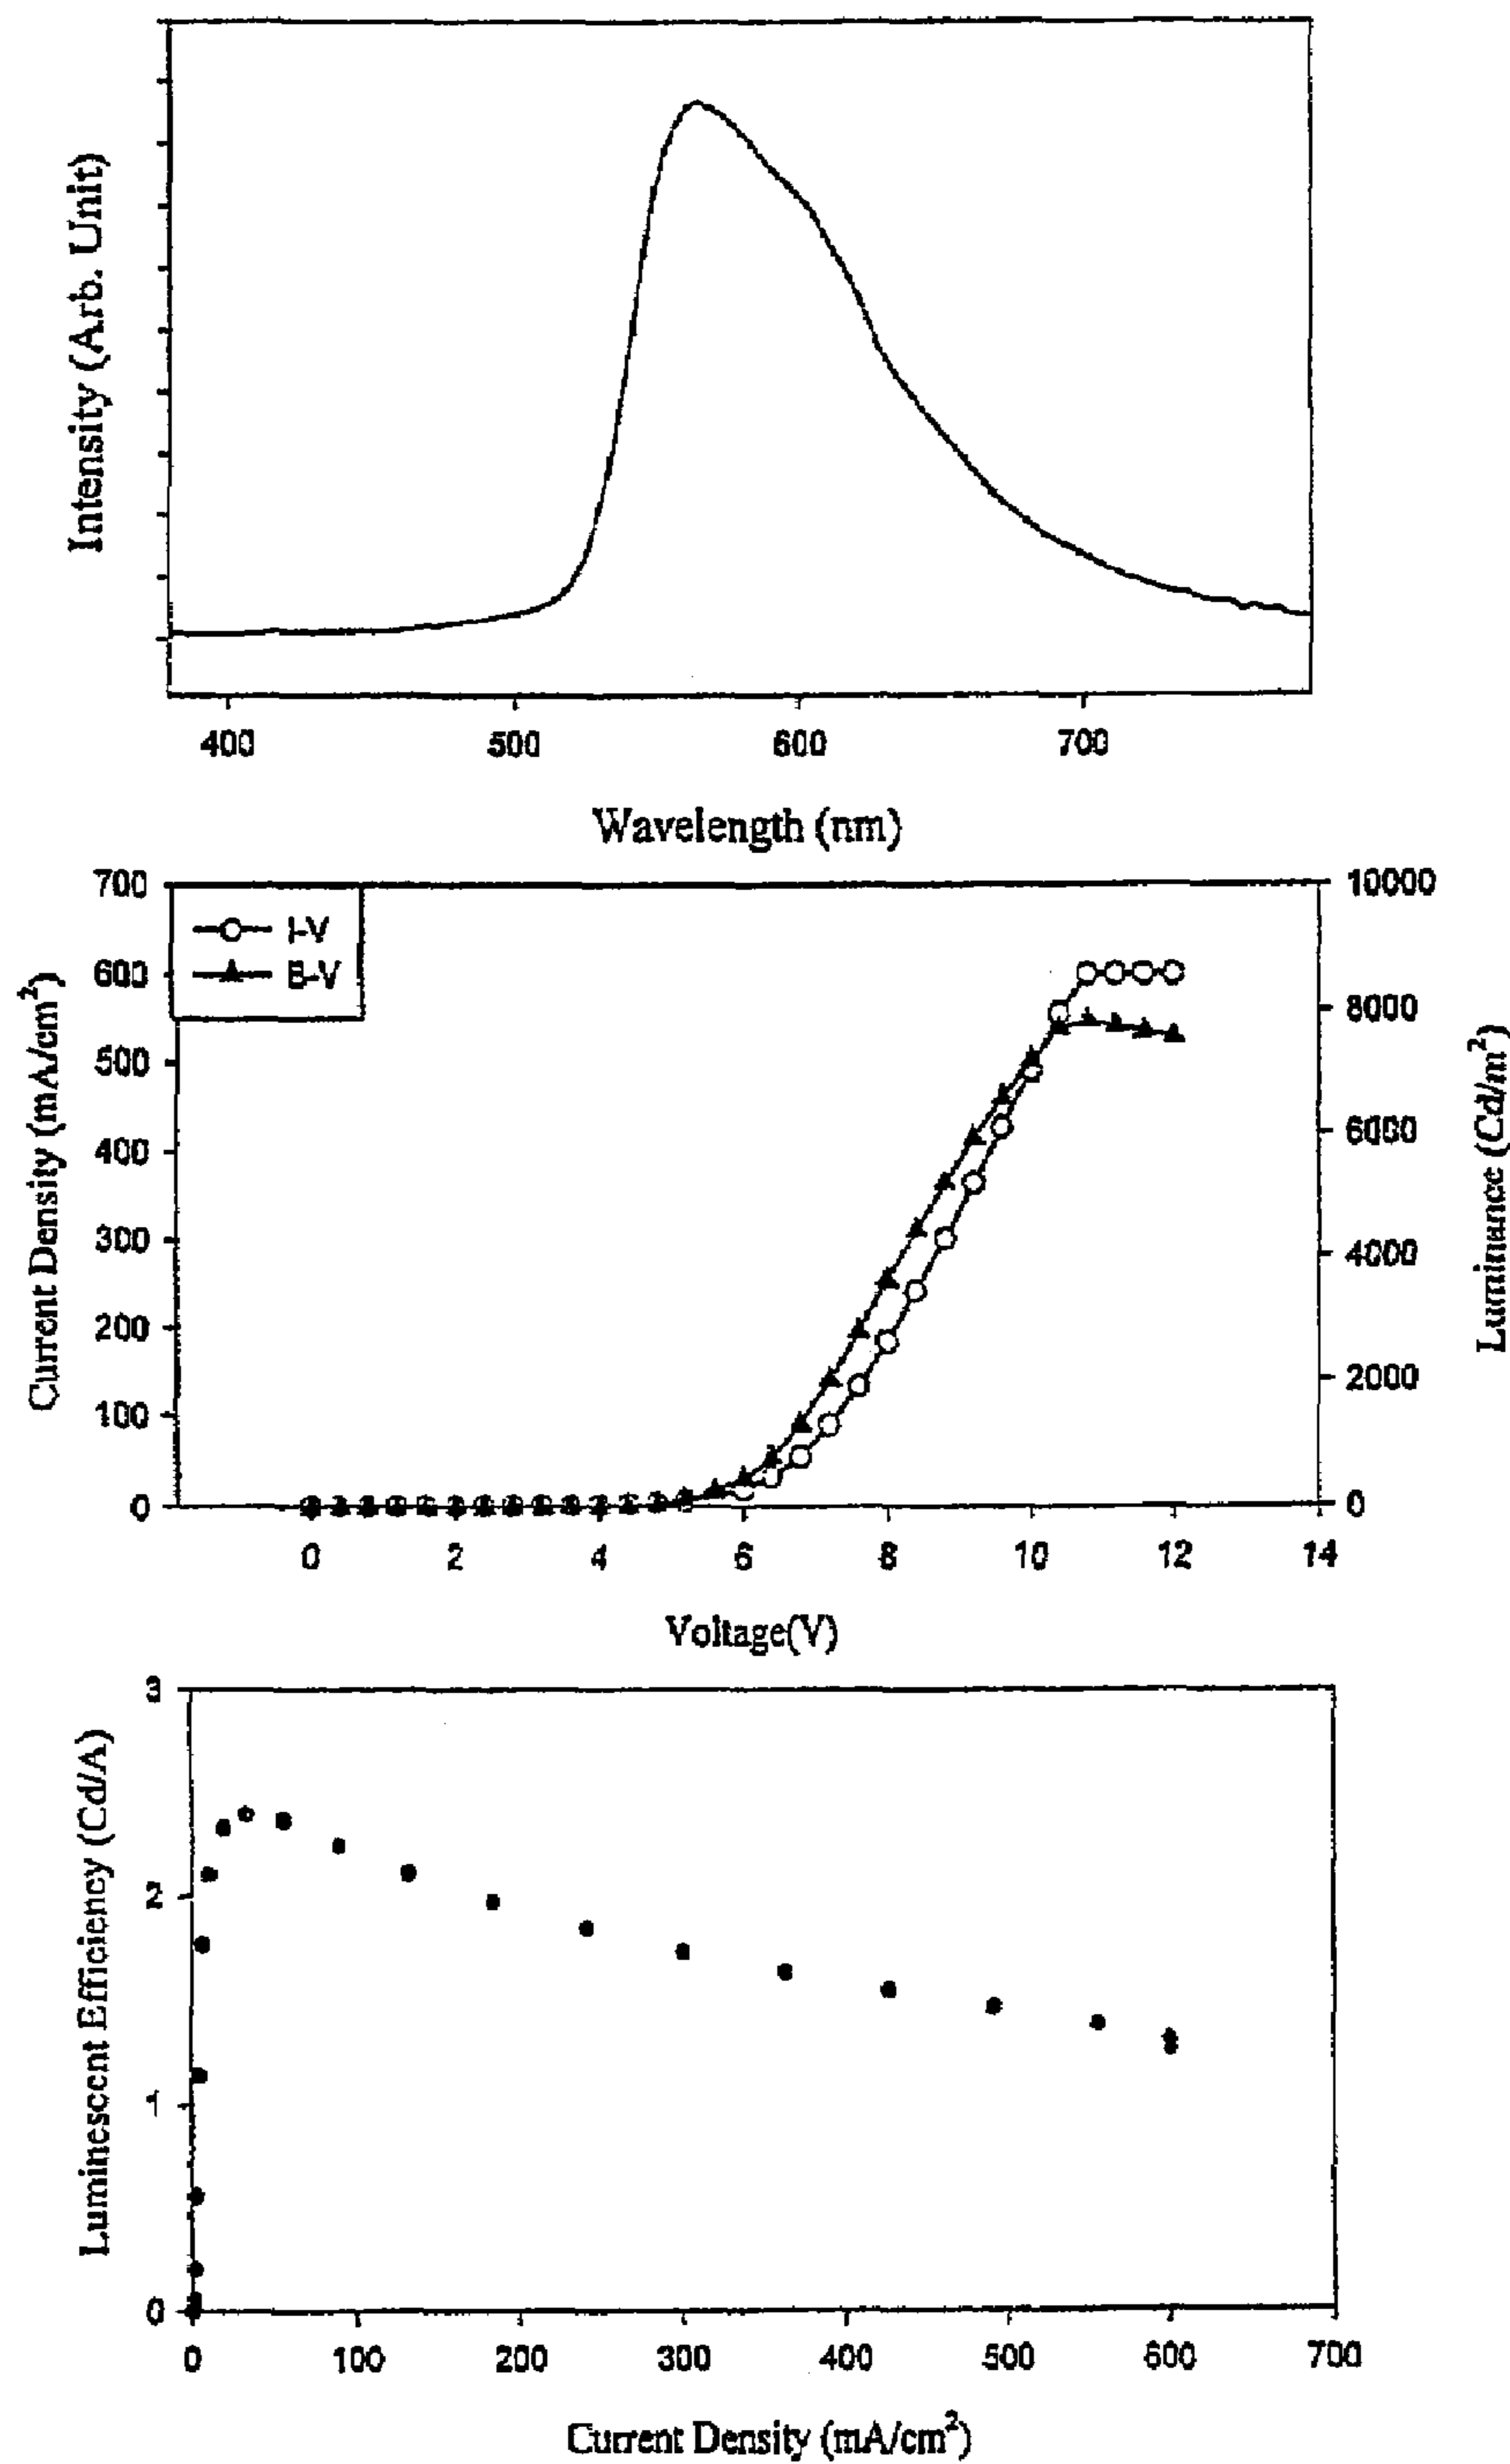 Intensity (Arb. Unit)
400 500 600 700
Wavelength (nm)
Current Density (mA/cm²)
700
600
500
400
300
200
100
0
I-V
B-V
10000
8000
6000
4000
2000
0
Luminance (Cd/m²)
0 2 4 6 8 10 12 14
Voltage(V)
Luminescent Efficiency (Cd/A)
3
2
1
0
0 100 200 300 400 500 600 700
Current Density (mA/cm²)